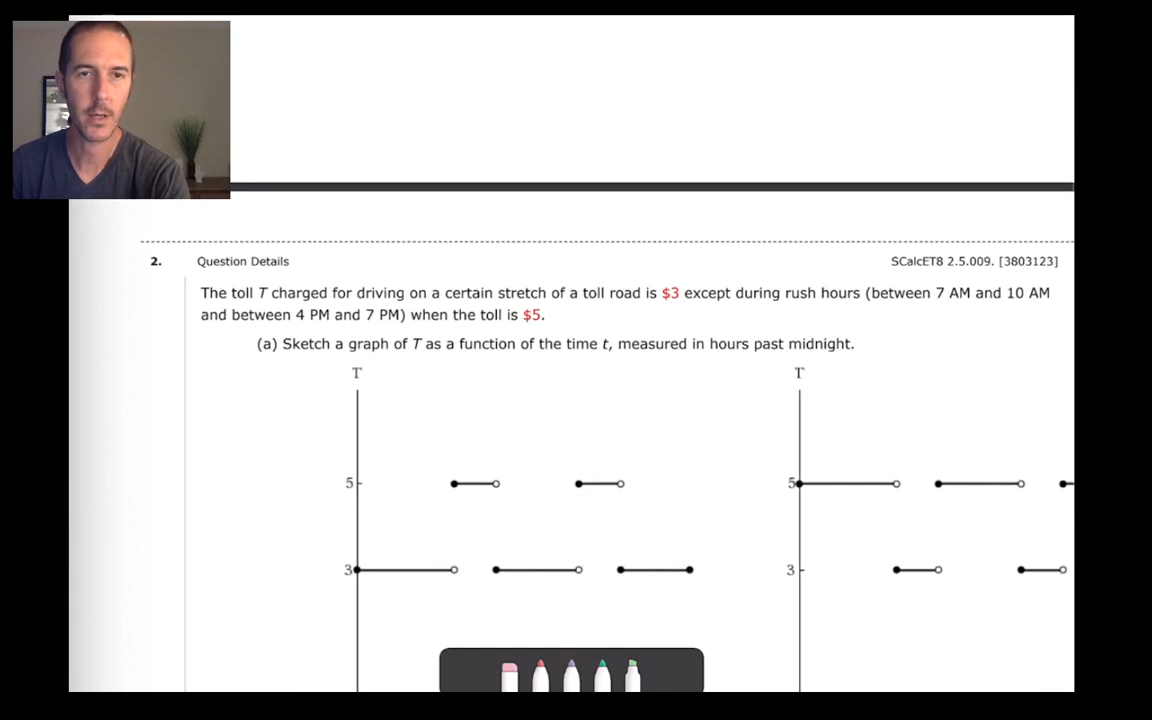 2. Question Details SCalcET8 2.5.009. [3803123]
The toll T charged for driving on a certain stretch of a toll road is $3 except during rush hours (between 7 AM and 10 AM
and between 4 PM and 7 PM) when the toll is $5.
(a) Sketch a graph of T as a function of the time t, measured in hours past midnight.
T T
5 5
3 3